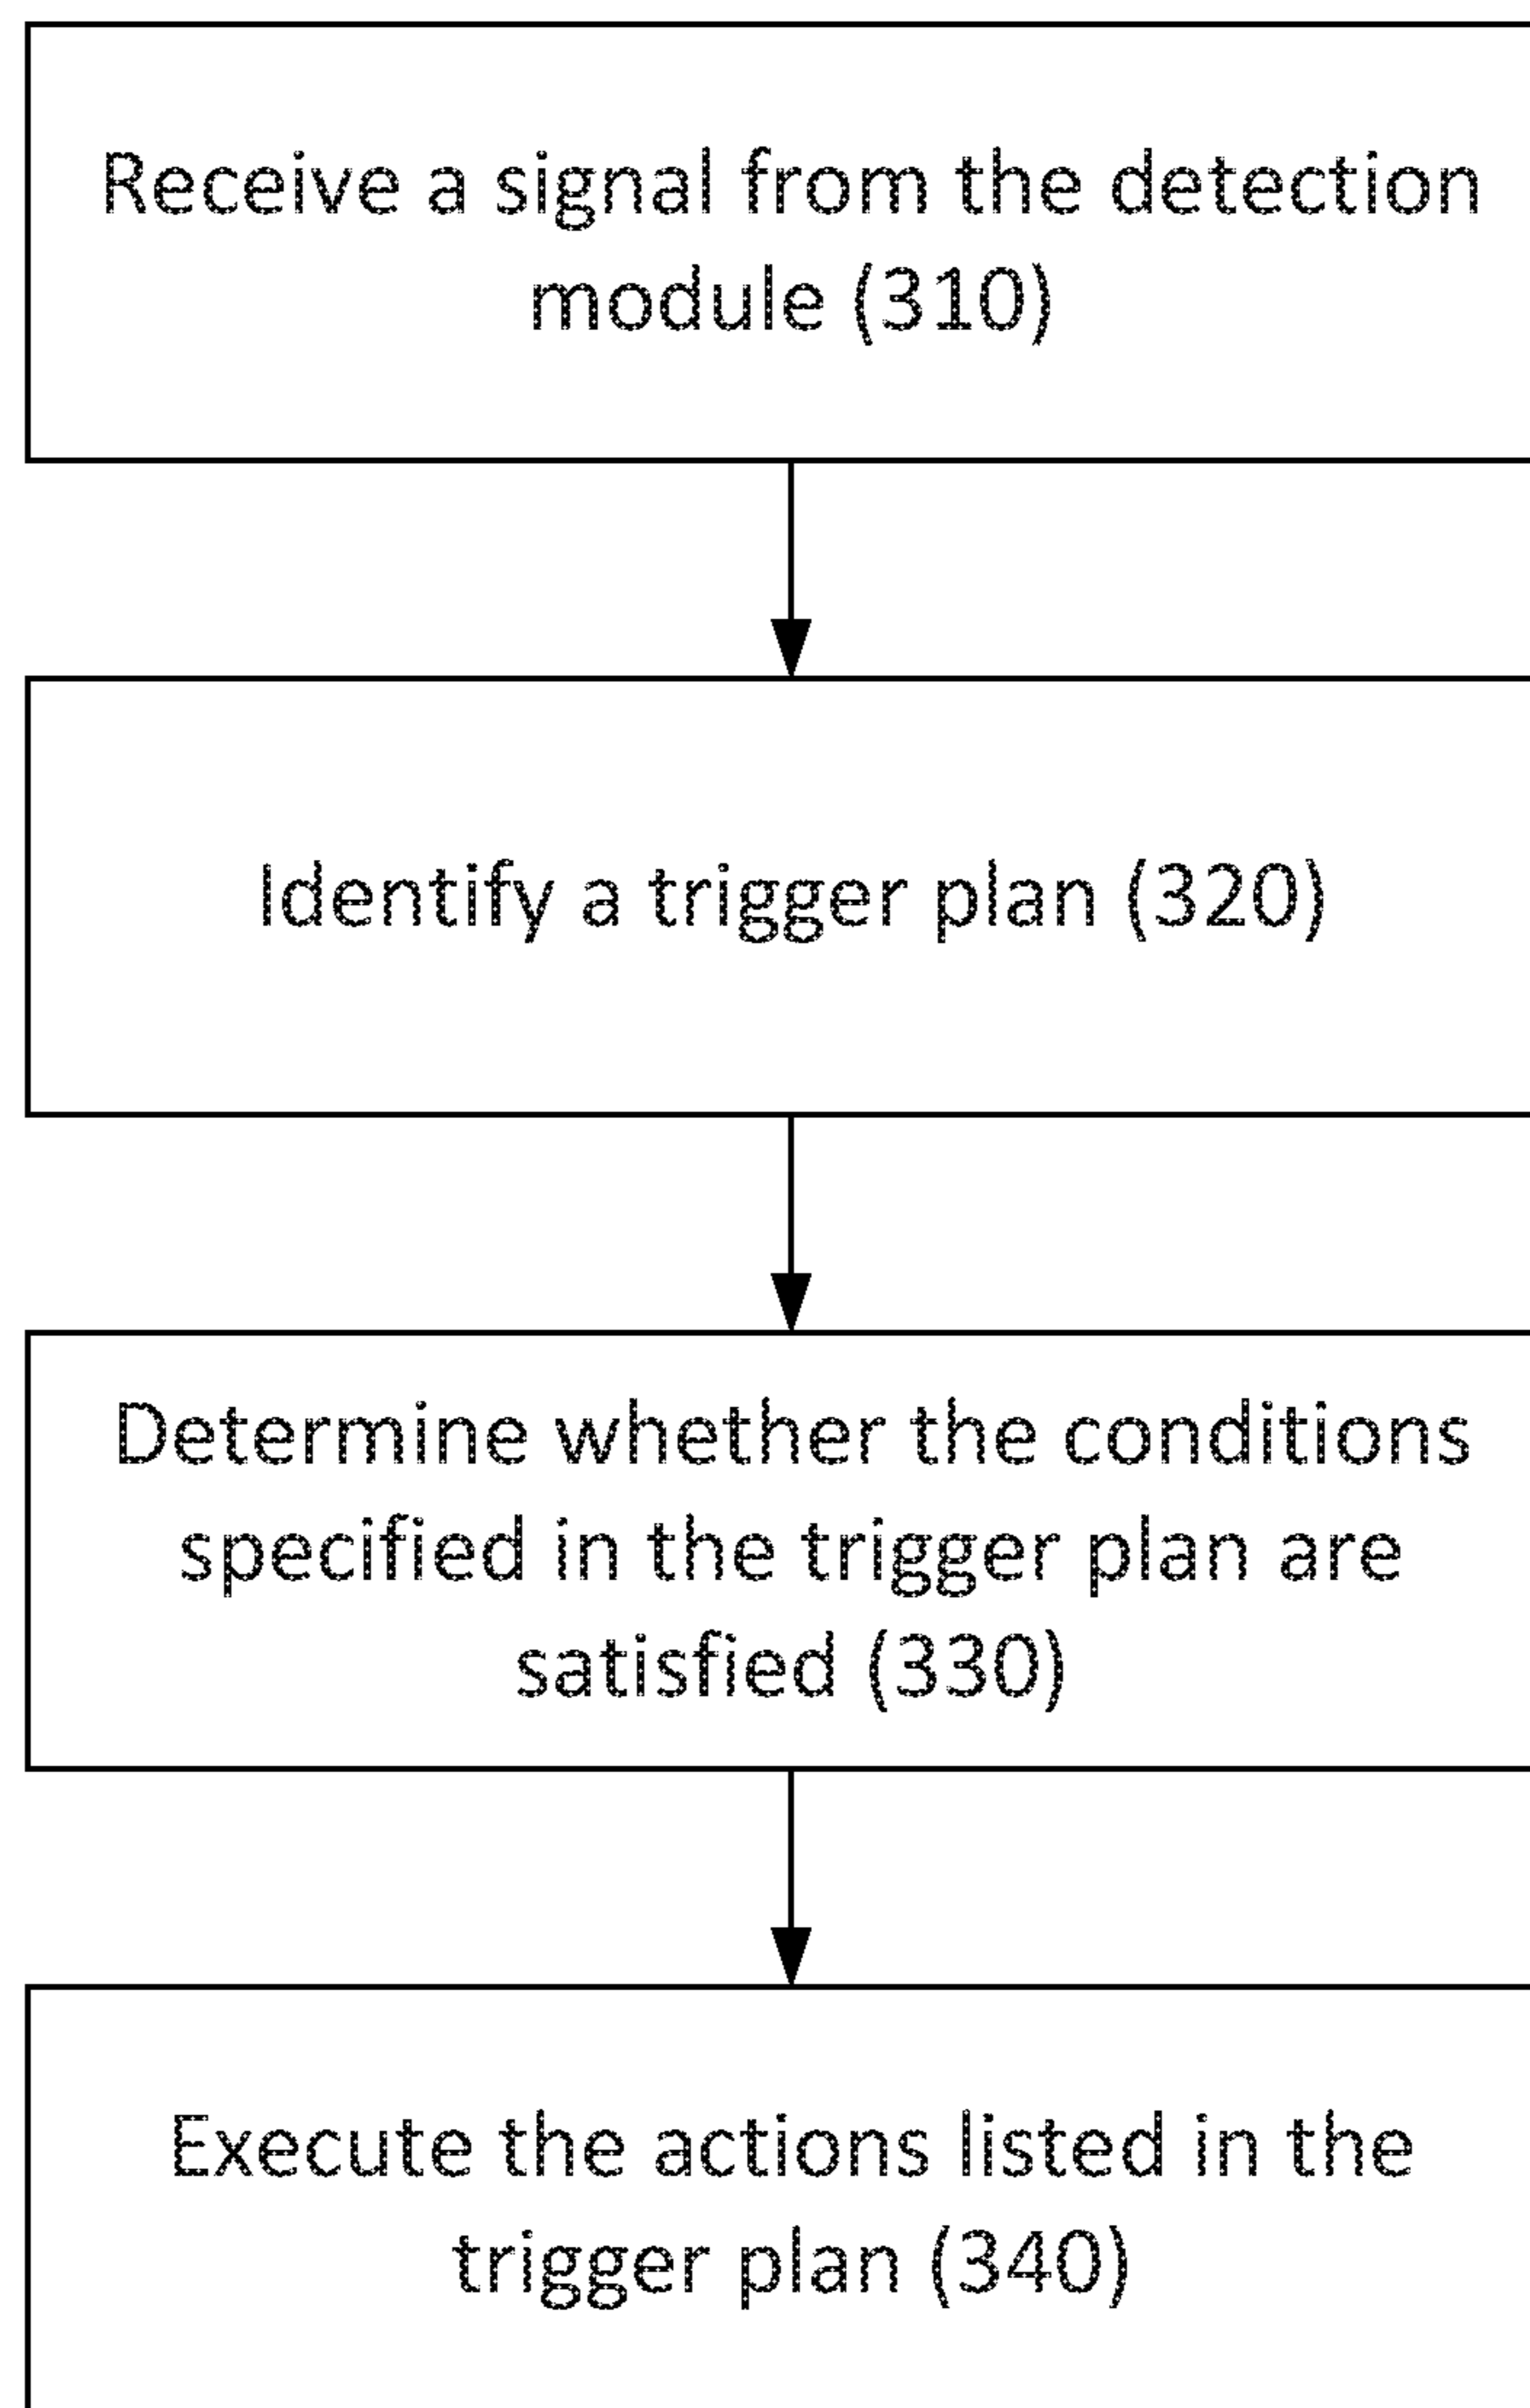 Receive a signal from the detection
module (310)
Identify a trigger plan (320)
Determine whether the conditions
specified in the trigger plan are
satisfied (330)
Execute the actions listed in the
trigger plan (340)